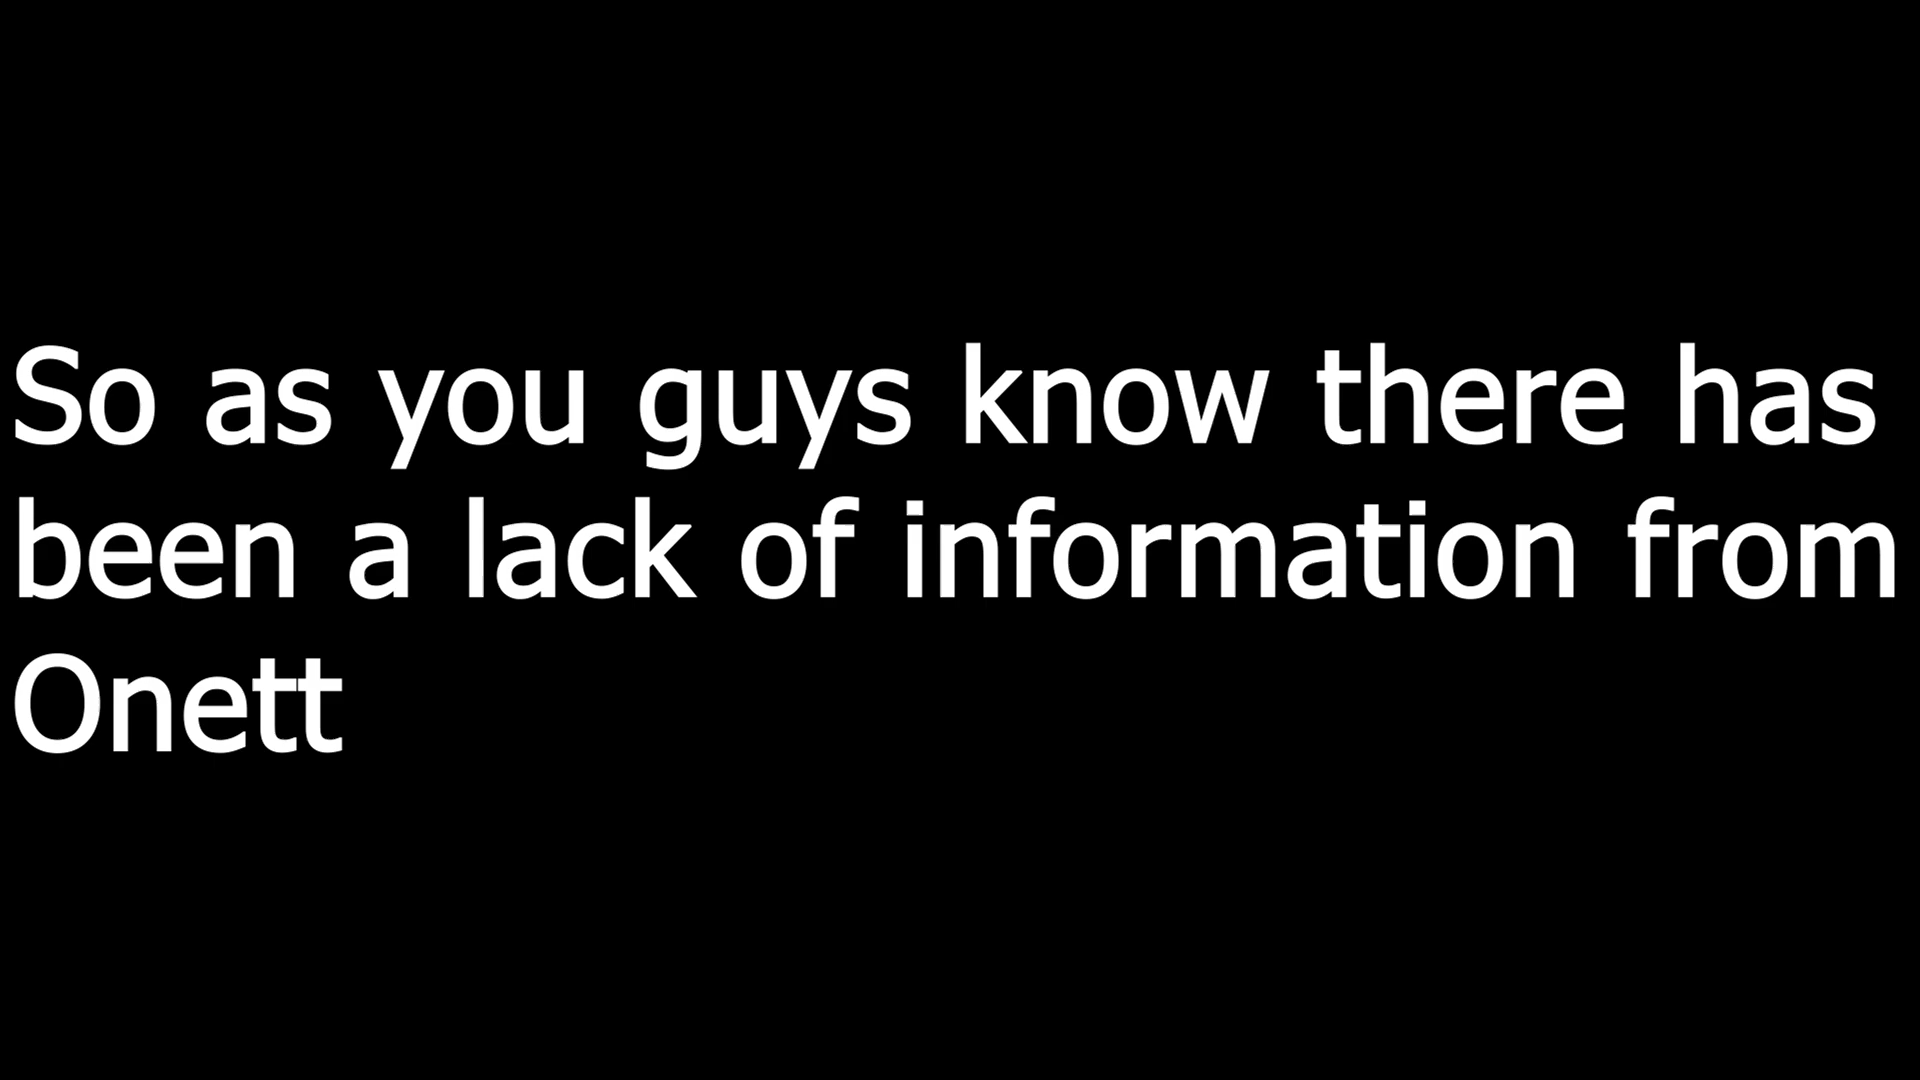 So as you guys know there has
been a lack of information from
Onett